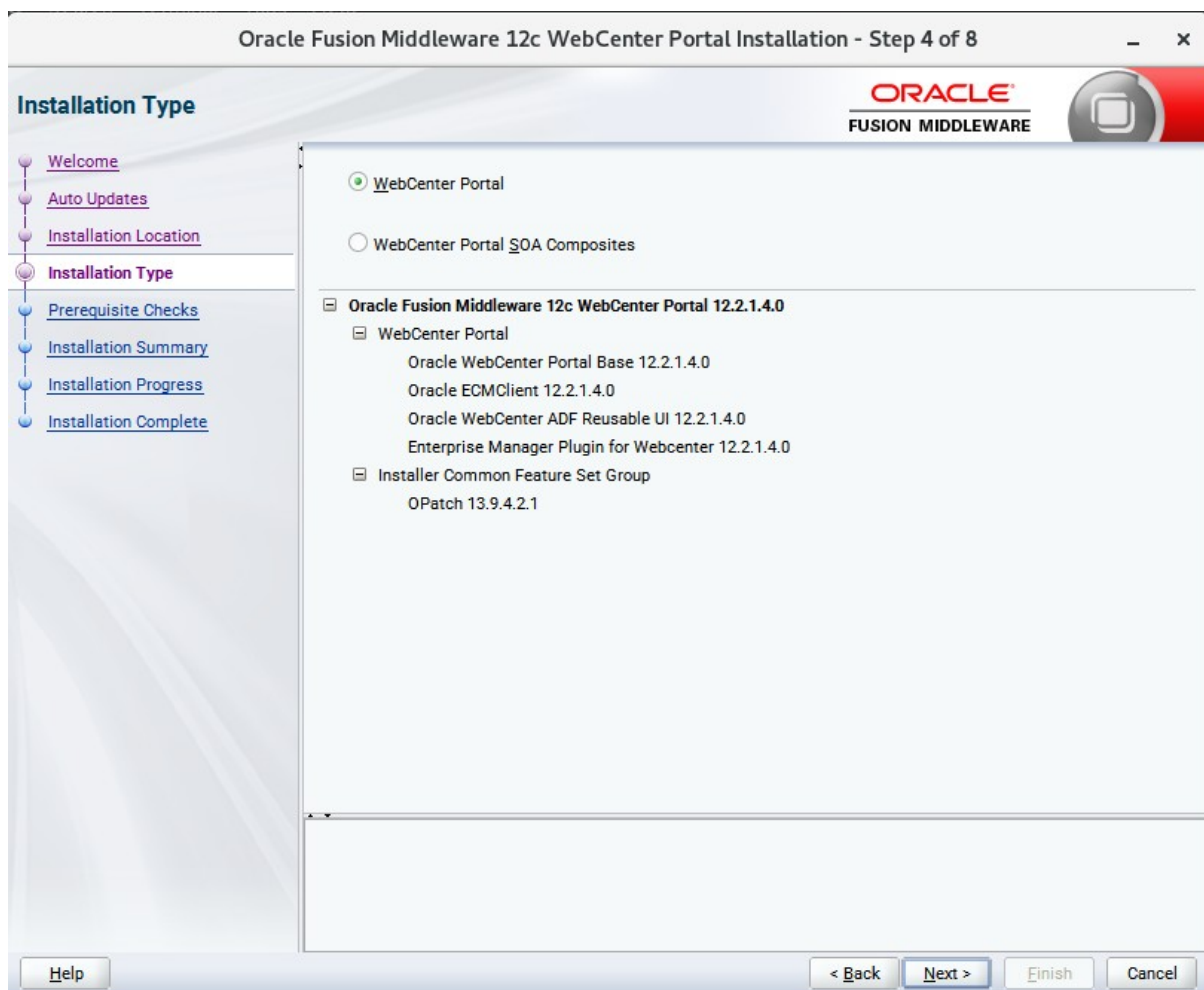 Oracle Fusion Middleware 12c WebCenter Portal Installation - Step 4 of 8
Installation Type
ORACLE
FUSION MIDDLEWARE
Welcome
Auto Updates
Installation Location
Installation Type
Prerequisite Checks
Installation Summary
Installation Progress
Installation Complete
WebCenter Portal
WebCenter Portal SOA Composites
Oracle Fusion Middleware 12c WebCenter Portal 12.2.1.4.0
WebCenter Portal
Oracle WebCenter Portal Base 12.2.1.4.0
Oracle ECMClient 12.2.1.4.0
Oracle WebCenter ADF Reusable UI 12.2.1.4.0
Enterprise Manager Plugin for Webcenter 12.2.1.4.0
Installer Common Feature Set Group
OPatch 13.9.4.2.1
Help
< Back
Next >
Finish
Cancel